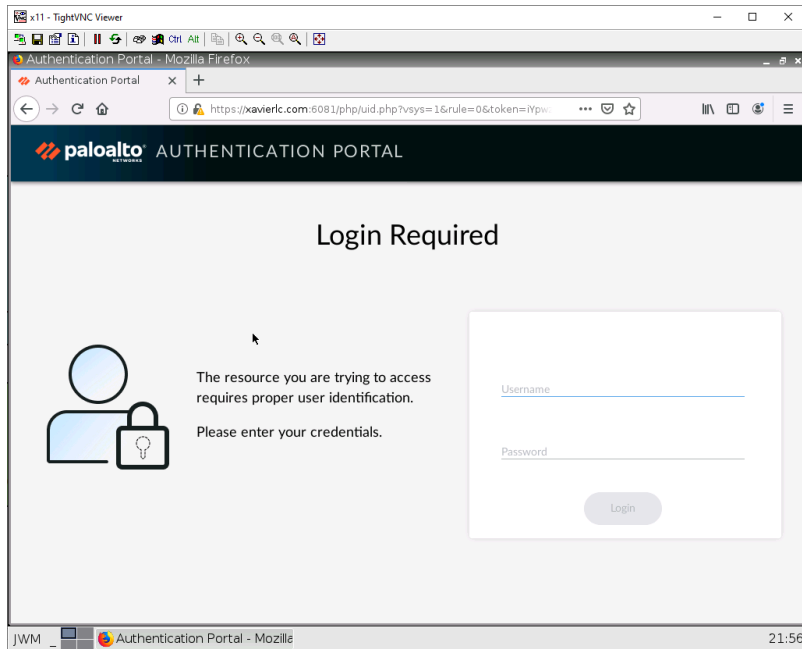 x11 - TightVNC Viewer
Ctrl Alt
Authentication Portal - Mozilla Firefox
Authentication Portal
https://xavierlc.com:6081/php/uid.php?vsys=1&rule=0&token=iYpw
paloalto NETWORKS AUTHENTICATION PORTAL
Login Required
Username
The resource you are trying to access
requires proper user identification.
Please enter your credentials.
Password
Login
JWM
Authentication Portal - Mozilla
21:56